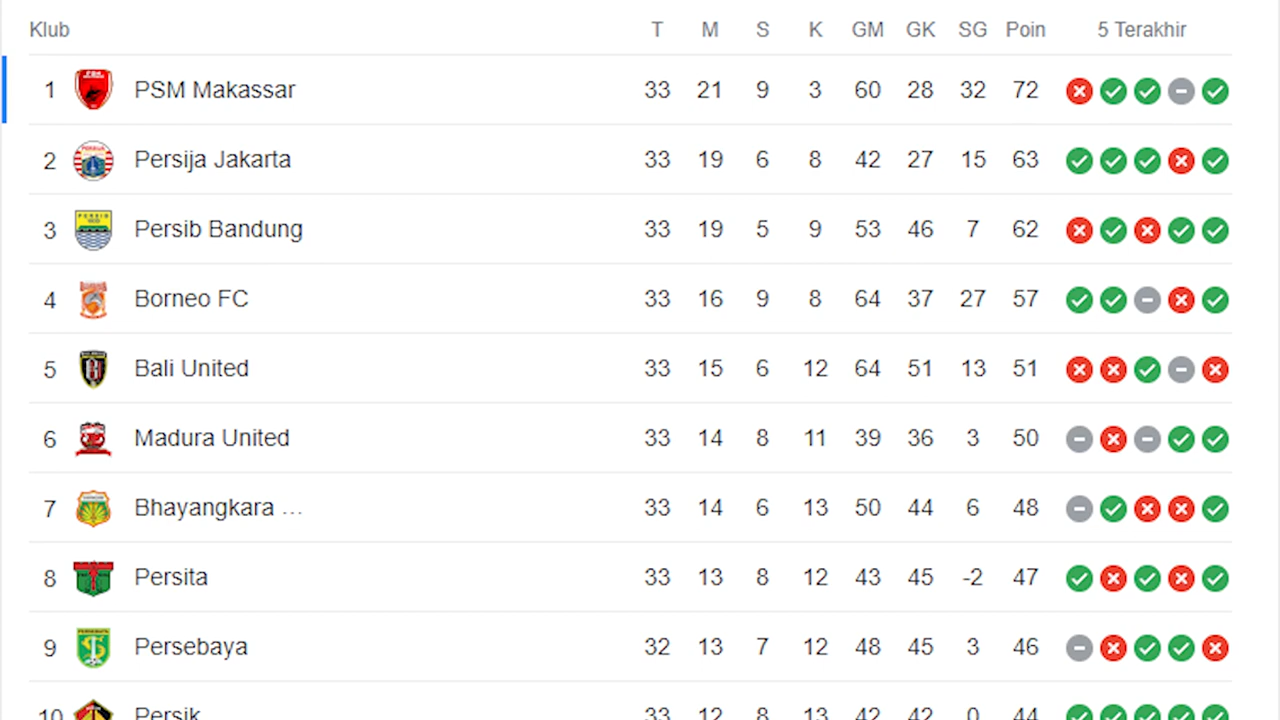 Klub T M S K GM GK SG Poin 5 Terakhir
1 PSM Makassar 33 21 9 3 60 28 32 72
2 Persija Jakarta 33 19 6 8 42 27 15 63
3 Persib Bandung 33 19 5 9 53 46 7 62
4 Borneo FC 33 16 9 8 64 37 27 57
5 Bali United 33 15 6 12 64 51 13 51
6 Madura United 33 14 8 11 39 36 3 50
7 Bhayangkara ... 33 14 6 13 50 44 6 48
8 Persita 33 13 8 12 43 45 -2 47
9 Persebaya 32 13 7 12 48 45 3 46
10 Persik 33 12 8 13 42 42 0 44